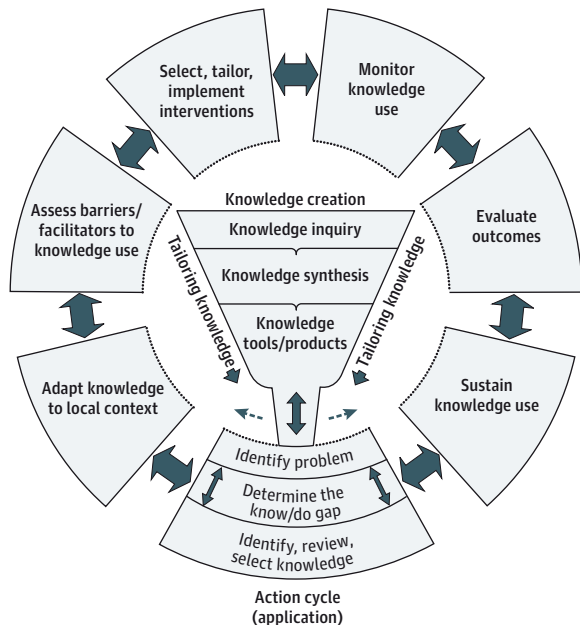 Select, tailor,
implement
interventions
Monitor
knowledge
use
Assess barriers/
facilitators to
knowledge use
Evaluate
outcomes
Knowledge creation
Knowledge inquiry
Knowledge synthesis
Knowledge
tools/products
Tailoring knowledge
Tailoring knowledge
Adapt knowledge
to local context
Sustain
knowledge use
Identify problem
Determine the
know/do gap
Identify, review,
select knowledge
Action cycle
(application)